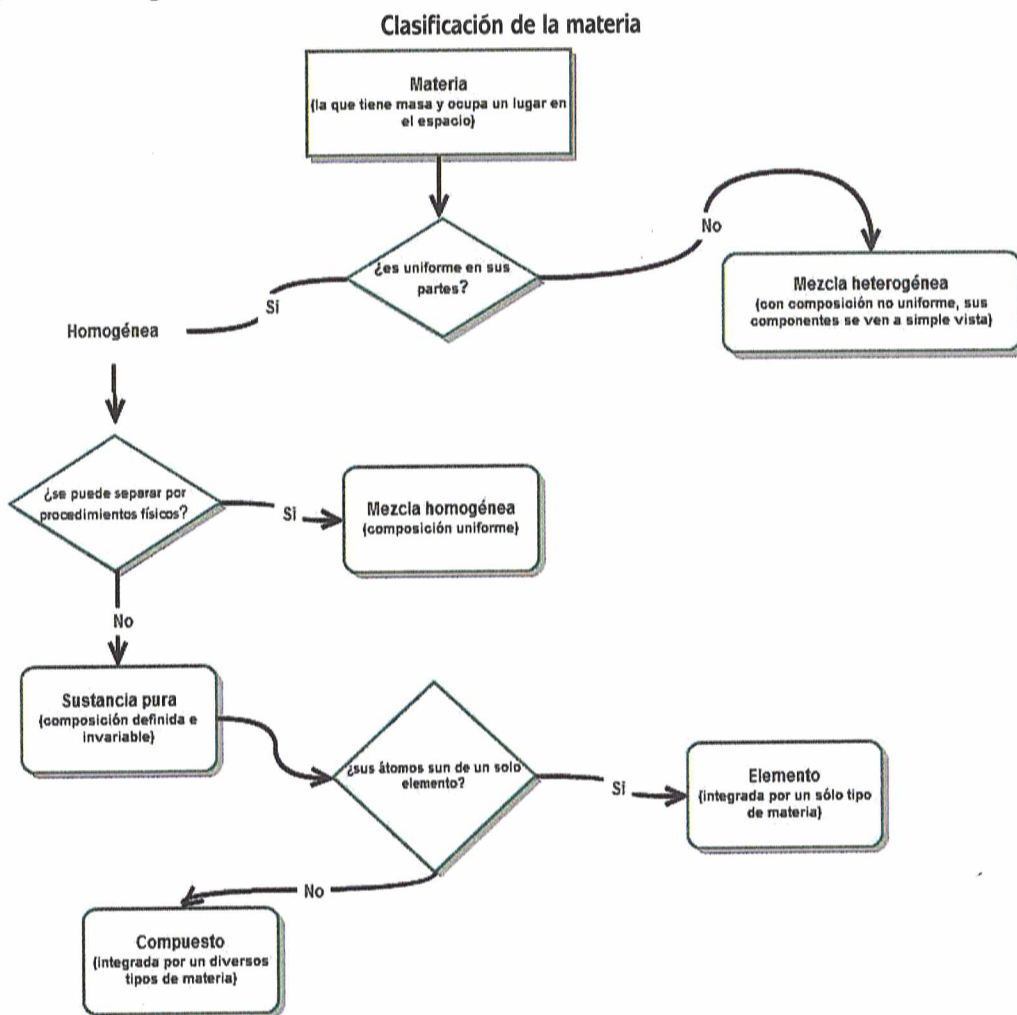 Clasificación de la materia
Materia
(la que tiene masa y ocupa un lugar en
el espacio)
No
¿es uniforme en sus
partes?
Mezcla heterogénea
(con composición no uniforme, sus
componentes se ven a simple vista)
Si
Homogénea
¿se puede separar por
procedimientos físicos?
Si
Mezcla homogénea
(composición uniforme)
No
Sustancia pura
(composición definida e
invariable)
¿sus átomos sun de un solo
elemento?
Si
Elemento
(integrada por un sólo tipo
de materia)
No
Compuesto
(integrada por un diversos
tipos de materia)